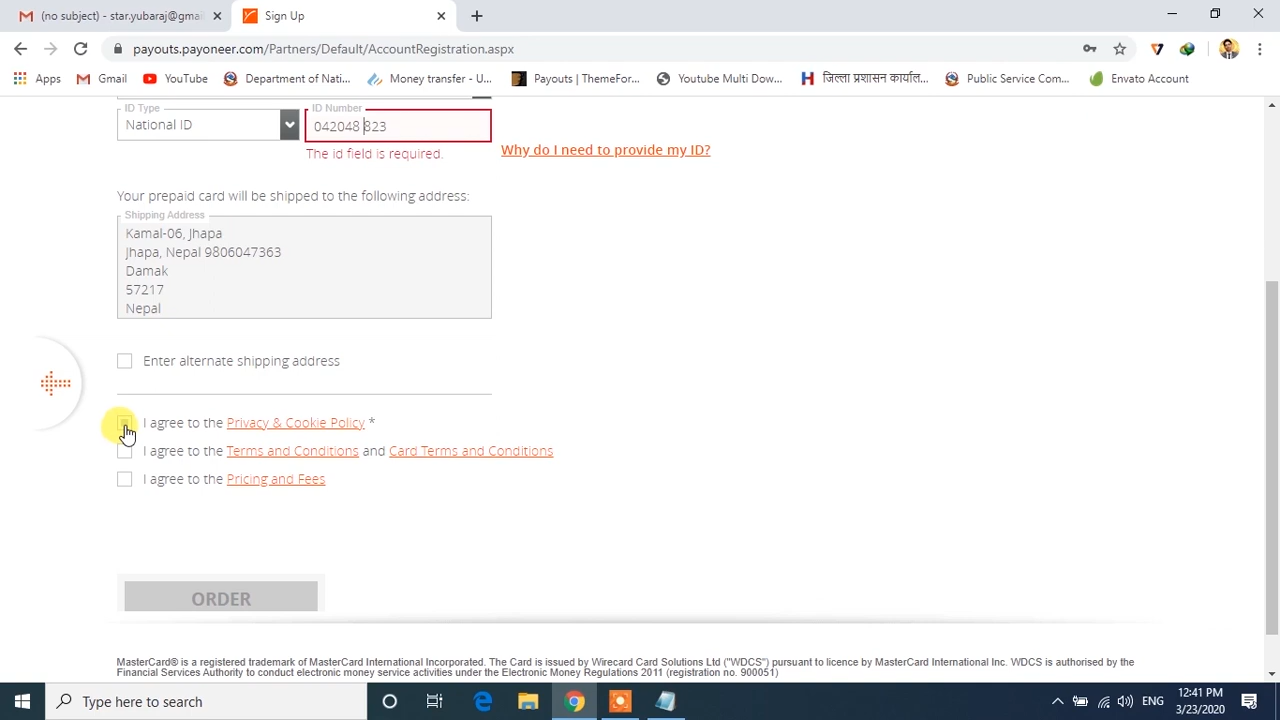 (no subject) - star.yubaraj@gmai
Sign Up
payouts.payoneer.com/Partners/Default/AccountRegistration.aspx
Apps
Gmail
YouTube
Department of Nati...
Money transfer - U...
Payouts | ThemeFor...
Youtube Multi Dow...
जिल्ला प्रशासन कार्याल...
Public Service Com...
Envato Account
ID Type
National ID
ID Number
042048 823
The id field is required.
Why do I need to provide my ID?
Your prepaid card will be shipped to the following address:
Shipping Address
Kamal-06, Jhapa
Jhapa, Nepal 9806047363
Damak
57217
Nepal
Enter alternate shipping address
I agree to the Privacy & Cookie Policy *
I agree to the Terms and Conditions and Card Terms and Conditions
I agree to the Pricing and Fees
ORDER
MasterCard® is a registered trademark of MasterCard International Incorporated. The Card is issued by Wirecard Card Solutions Ltd ("WDCS") pursuant to licence by MasterCard International Inc. WDCS is authorised by the
Financial Services Authority to conduct electronic money service activities under the Electronic Money Regulations 2011 (registration no. 900051)
Type here to search
ENG
12:41 PM
3/23/2020